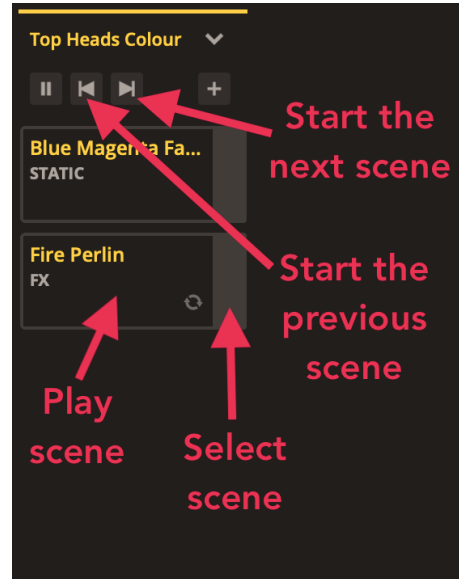 Top Heads Colour
Start the
next scene
Blue Magenta Fa...
STATIC
Fire Perlin
FX
Start the
previous
scene
Play
scene
Select
scene